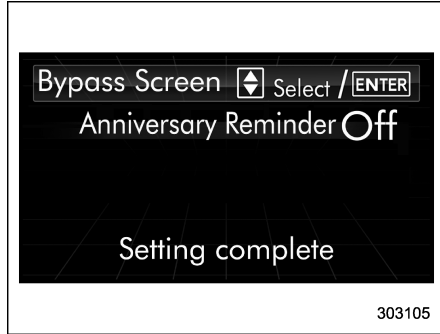 Bypass Screen Select / ENTER
Anniversary Reminder Off
Setting complete
303105